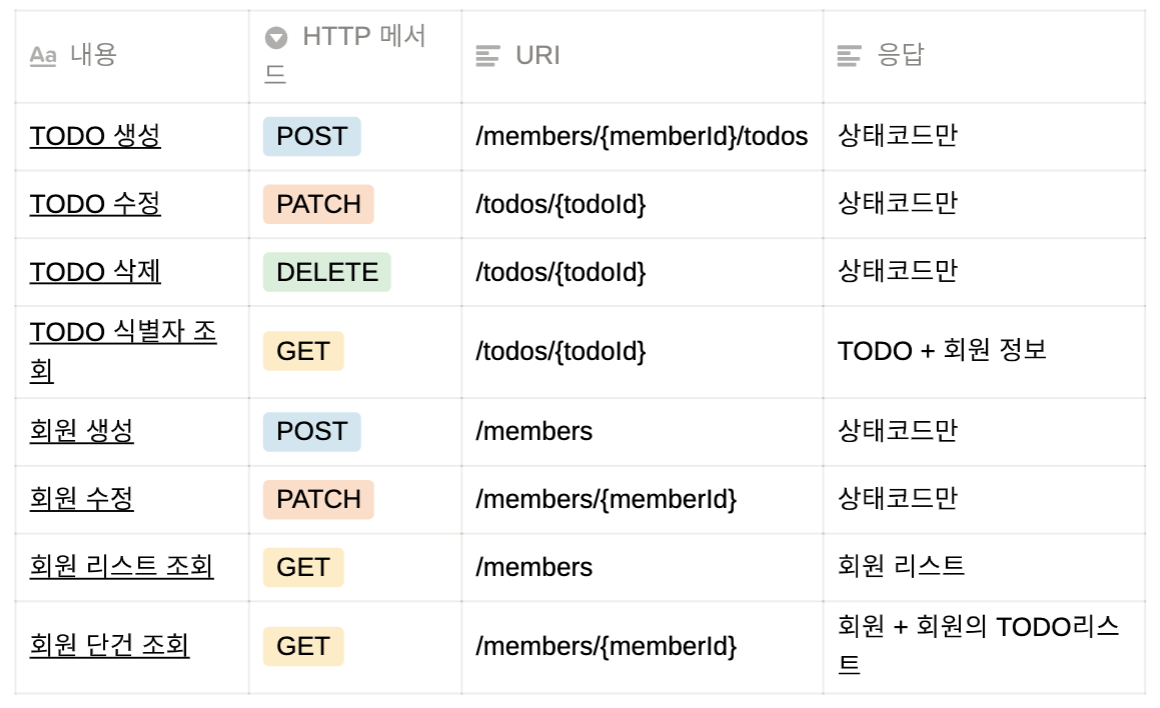 Aa 내용
HTTP 메서
드
URI
응답
TODO 생성
POST
/members/{memberId}/todos
상태코드만
TODO 수정
PATCH
/todos/{todoId}
상태코드만
TODO 삭제
DELETE
/todos/{todoId}
상태코드만
TODO 식별자 조
회
GET
/todos/{todoId}
TODO + 회원 정보
회원 생성
POST
/members
상태코드만
회원 수정
PATCH
/members/{memberId}
상태코드만
회원 리스트 조회
GET
/members
회원 리스트
회원 단건 조회
GET
/members/{memberId}
회원 + 회원의 TODO리스
트